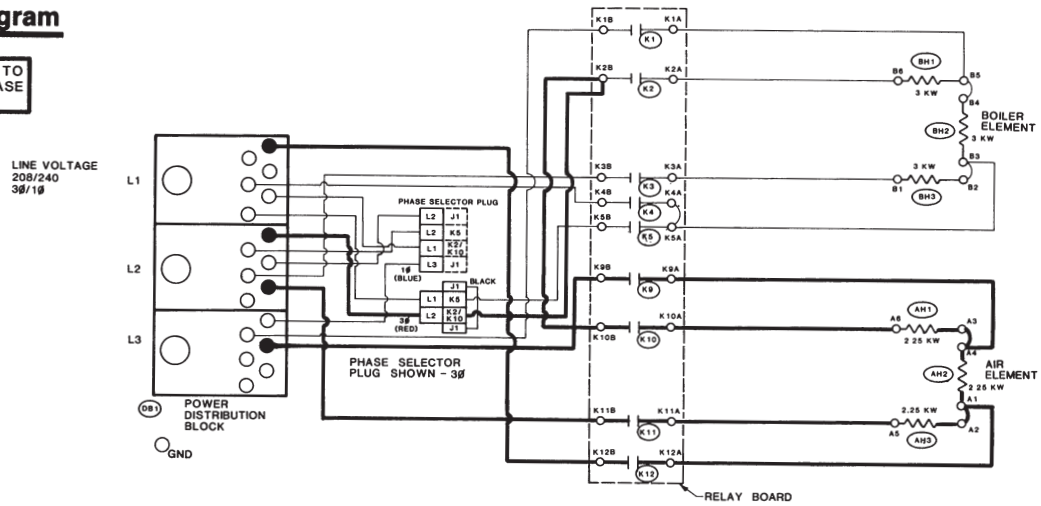 gram
TO
ASE
LINE VOLTAGE
208/240
3Ø/1Ø
L1
L2
L3
DB1
POWER
DISTRIBUTION
BLOCK
GND
PHASE SELECTOR PLUG
L2 J1
L2 K5
L1 K2/K10
L3 J1
1Ø
(BLUE)
BLACK
J1
L1 K5
L2 K2/K10
J1
3Ø
(RED)
PHASE SELECTOR
PLUG SHOWN - 3Ø
K1B K1A
K1
K2B K2A
K2
K3B K3A
K3
K4B K4A
K4
K5B
K5 K5A
K9B K9A
K9
K10A
K10B K10
K11B K11A
K11
K12B K12A
K12
RELAY BOARD
BH1
B6 B5
3 KW
B4
BH2
3 KW
BOILER
ELEMENT
B3
3 KW
B1 B2
BH3
AH1
A6 A3
2 25 KW
A4
AH2
2 25 KW
AIR
ELEMENT
A1
2,25 KW
A5 A2
AH3